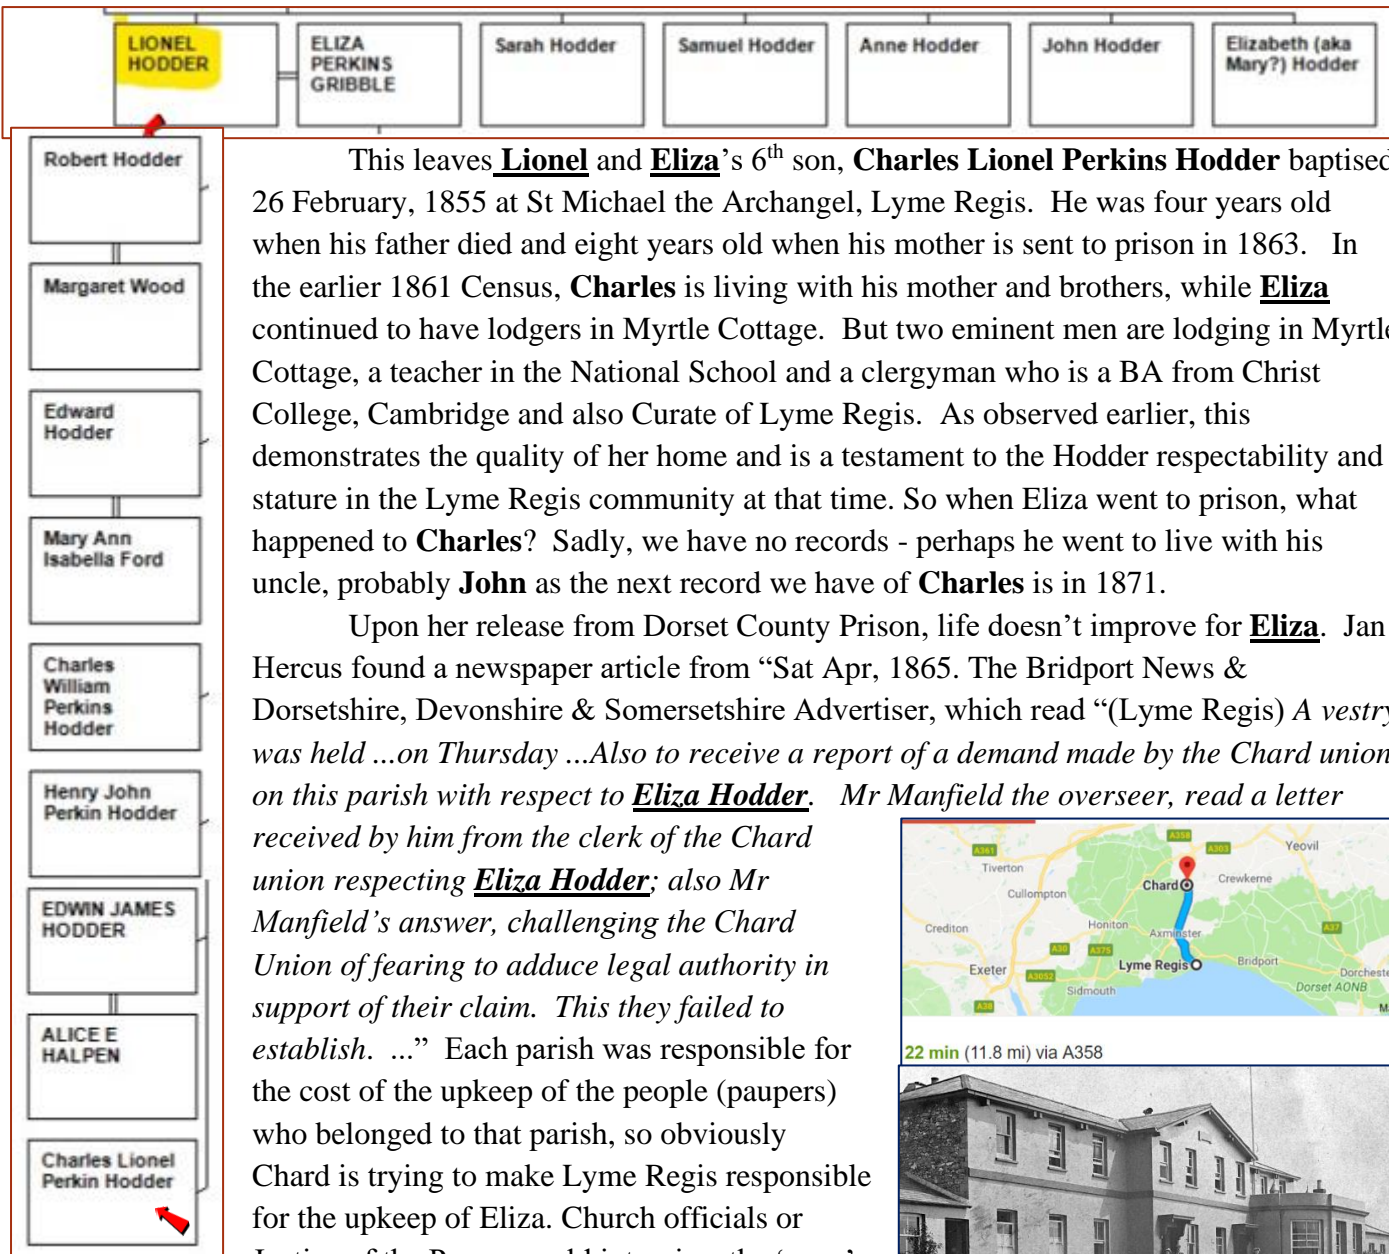 LIONEL
HODDER
ELIZA
PERKINS
GRIBBLE
Sarah Hodder
Samuel Hodder
Anne Hodder
John Hodder
Elizabeth (aka
Mary?) Hodder
Robert Hodder
Margaret Wood
Edward
Hodder
Mary Ann
Isabella Ford
Charles
William
Perkins
Hodder
Henry John
Perkin Hodder
EDWIN JAMES
HODDER
ALICE E
HALPEN
Charles Lionel
Perkin Hodder
This leaves Lionel and Eliza’s 6th son, Charles Lionel Perkins Hodder baptised
26 February, 1855 at St Michael the Archangel, Lyme Regis. He was four years old
when his father died and eight years old when his mother is sent to prison in 1863. In
the earlier 1861 Census, Charles is living with his mother and brothers, while Eliza
continued to have lodgers in Myrtle Cottage. But two eminent men are lodging in Myrtle
Cottage, a teacher in the National School and a clergyman who is a BA from Christ
College, Cambridge and also Curate of Lyme Regis. As observed earlier, this
demonstrates the quality of her home and is a testament to the Hodder respectability and
stature in the Lyme Regis community at that time. So when Eliza went to prison, what
happened to Charles? Sadly, we have no records - perhaps he went to live with his
uncle, probably John as the next record we have of Charles is in 1871.
Upon her release from Dorset County Prison, life doesn’t improve for Eliza. Jan
Hercus found a newspaper article from “Sat Apr, 1865. The Bridport News &
Dorsetshire, Devonshire & Somersetshire Advertiser, which read “(Lyme Regis) A vestry
was held ...on Thursday ...Also to receive a report of a demand made by the Chard union
on this parish with respect to Eliza Hodder. Mr Manfield the overseer, read a letter
received by him from the clerk of the Chard
union respecting Eliza Hodder; also Mr
Manfield’s answer, challenging the Chard
Union of fearing to adduce legal authority in
support of their claim. This they failed to
establish. ...” Each parish was responsible for
the cost of the upkeep of the people (paupers)
who belonged to that parish, so obviously
Chard is trying to make Lyme Regis responsible
for the upkeep of Eliza. Church officials or
A358
A361
A303
Yeovil
Tiverton
Chard
Crewkerne
Cullompton
Crediton
Honiton
Axminster
A37
A30
A375
Exeter
A3052
Lyme Regis
Bridport
Dorcheste
Sidmouth
Dorset AONB
A38
22 min (11.8 mi) via A358